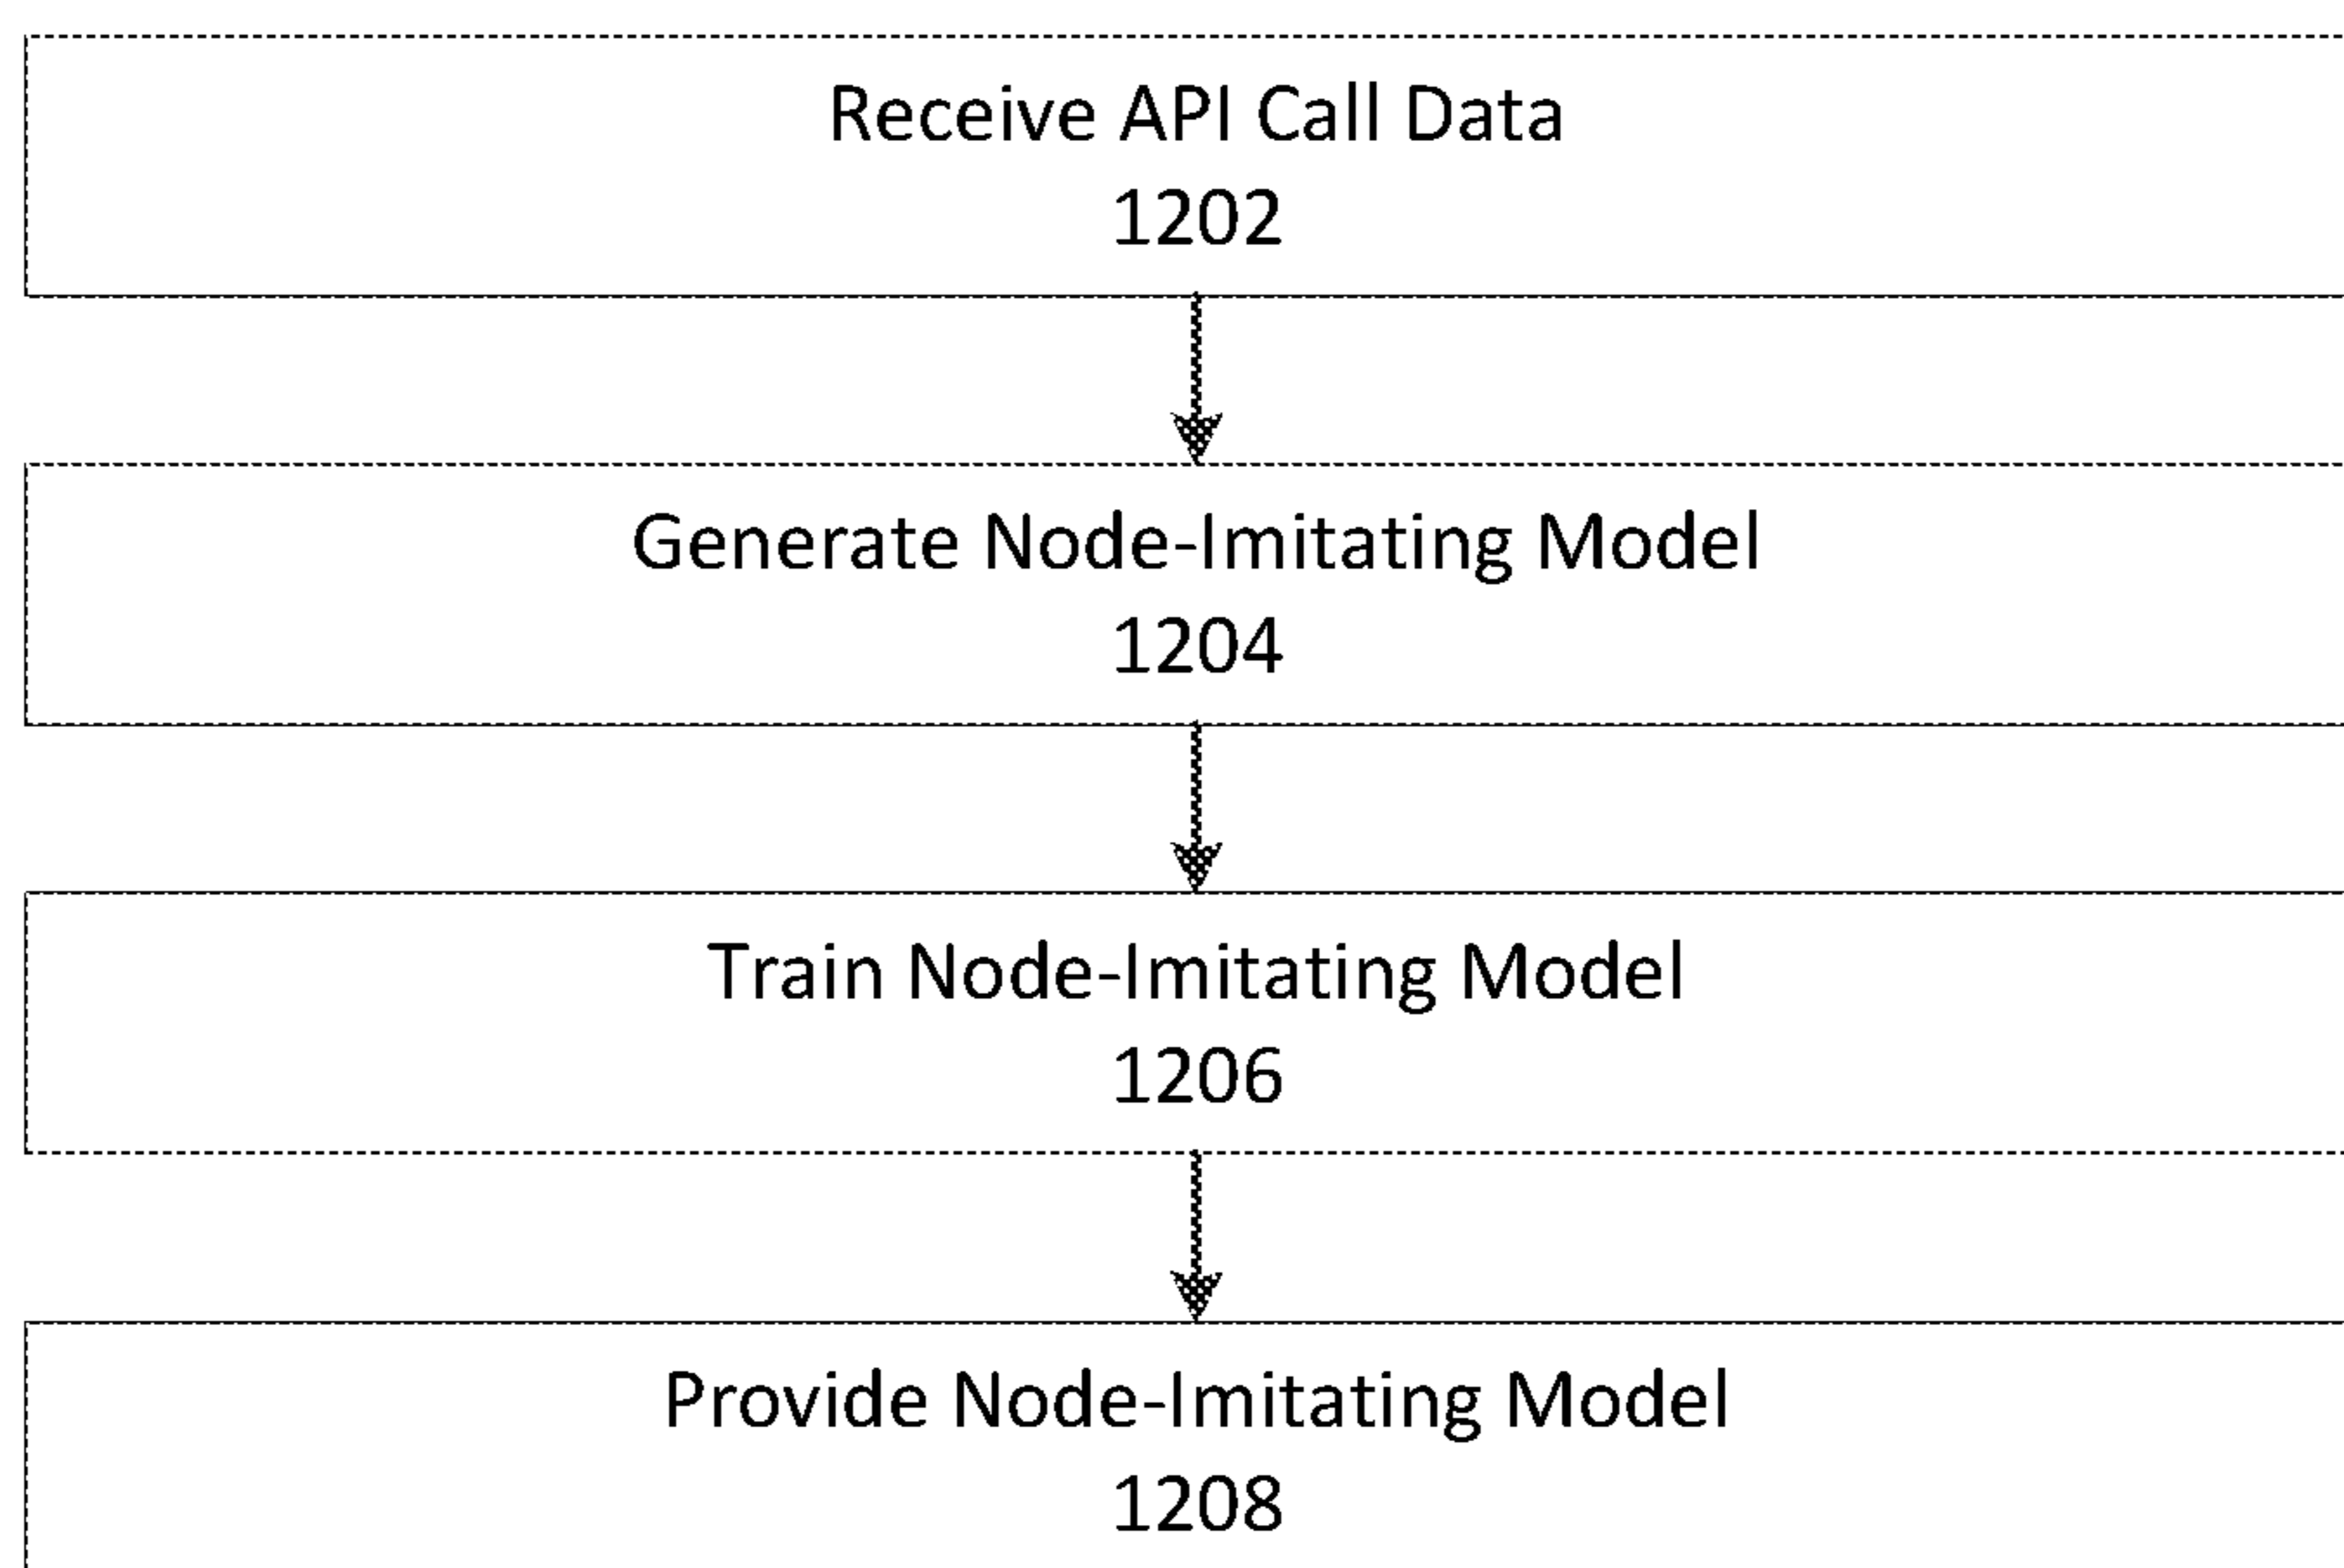 Receive API Call Data
1202
Generate Node-Imitating Model
1204
Train Node-Imitating Model
1206
Provide Node-Imitating Model
1208